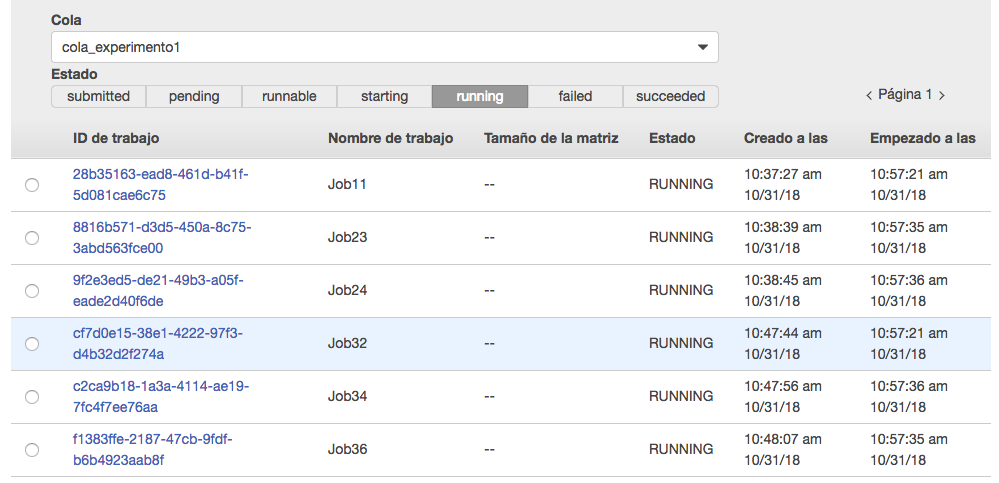 Cola
cola_experimento1
Estado
submitted pending runnable starting running failed succeeded
‹ Página 1 ›
ID de trabajo Nombre de trabajo Tamaño de la matriz Estado Creado a las Empezado a las
28b35163-ead8-461d-b41f-
5d081cae6c75
Job11 -- RUNNING
10:37:27 am
10/31/18
10:57:21 am
10/31/18
8816b571-d3d5-450a-8c75-
3abd563fce00
Job23 -- RUNNING
10:38:39 am
10/31/18
10:57:35 am
10/31/18
9f2e3ed5-de21-49b3-a05f-
eade2d40f6de
Job24 -- RUNNING
10:38:45 am
10/31/18
10:57:36 am
10/31/18
cf7d0e15-38e1-4222-97f3-
d4b32d2f274a
Job32 -- RUNNING
10:47:44 am
10/31/18
10:57:21 am
10/31/18
c2ca9b18-1a3a-4114-ae19-
7fc4f7ee76aa
Job34 -- RUNNING
10:47:56 am
10/31/18
10:57:36 am
10/31/18
f1383ffe-2187-47cb-9fdf-
b6b4923aab8f
Job36 -- RUNNING
10:48:07 am
10/31/18
10:57:35 am
10/31/18